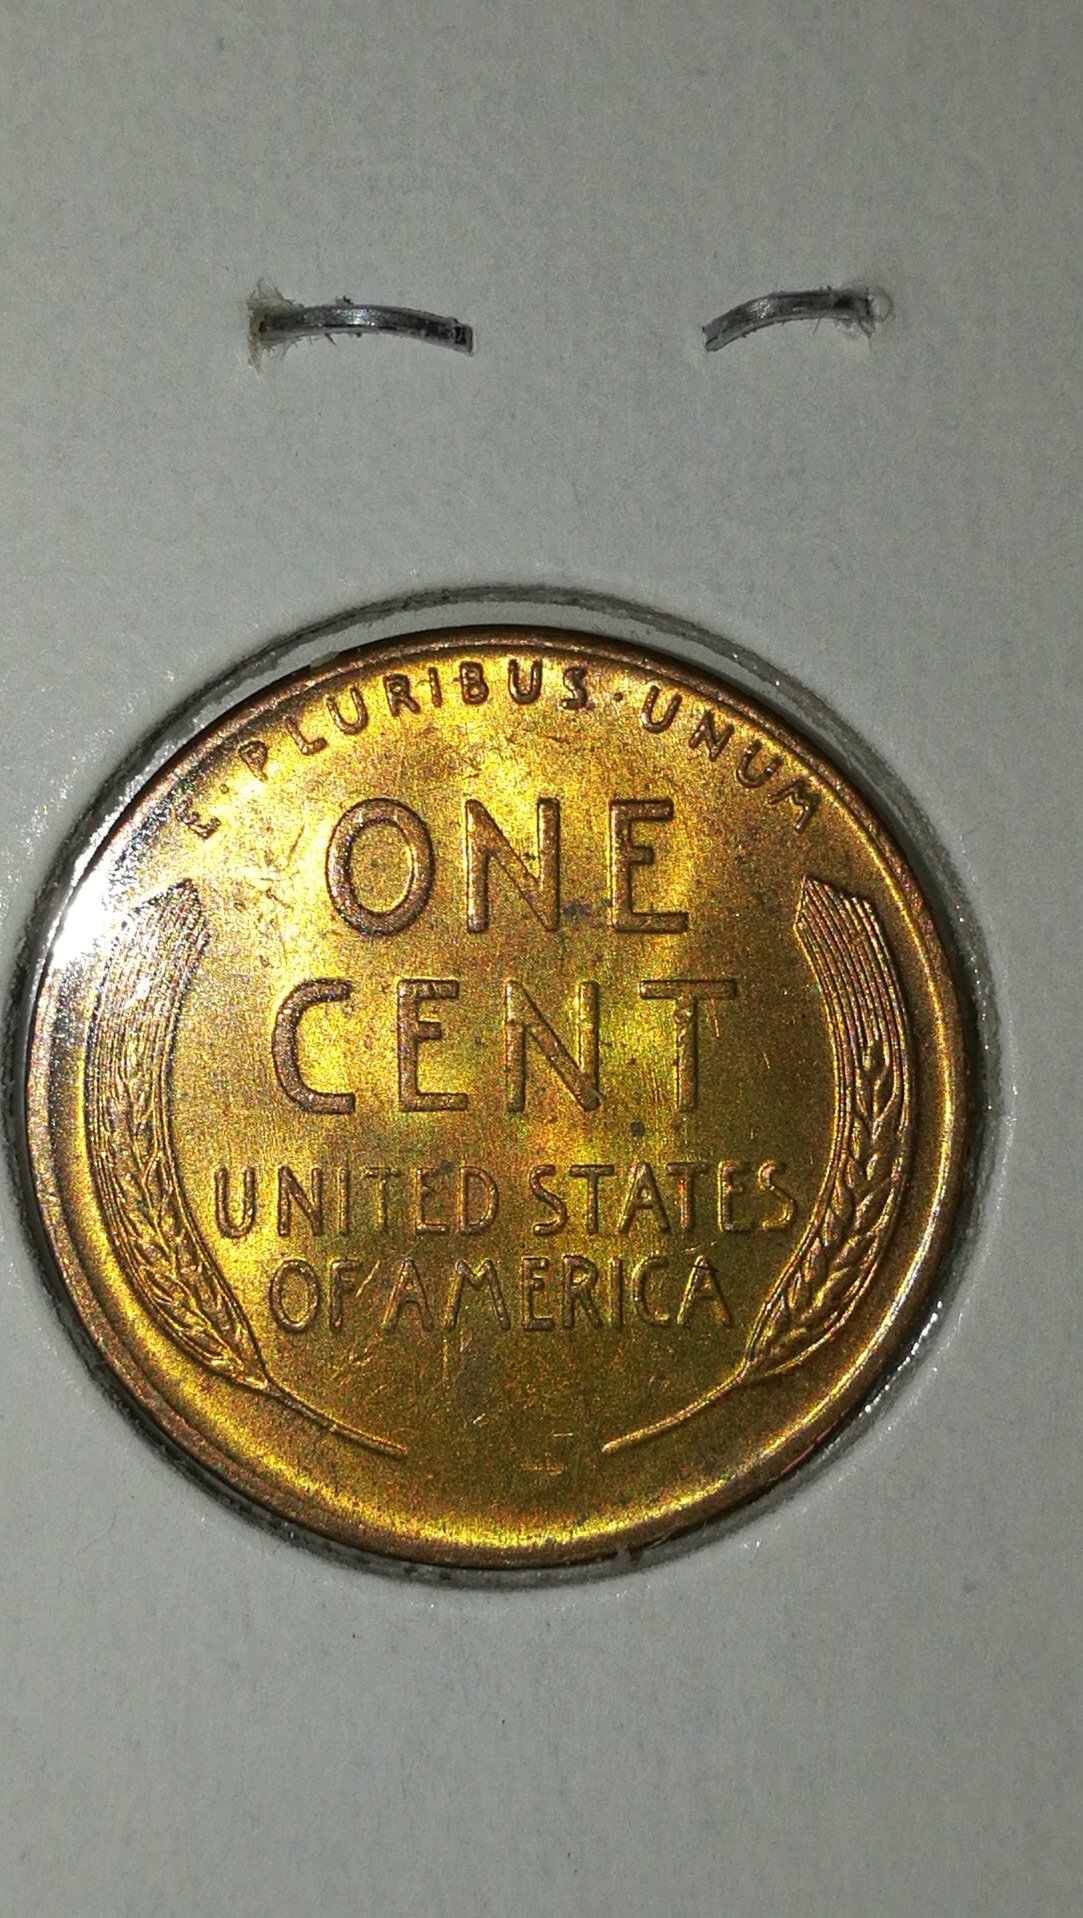 E·PLURIBUS·UNUM
ONE
CENT
UNITED STATES
OF AMERICA